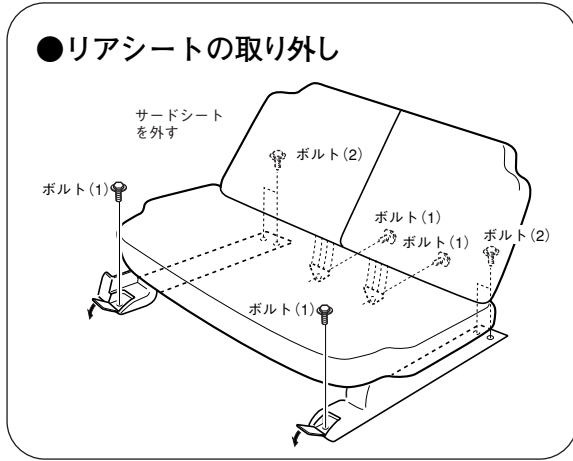 ●リアシートの取り外し
サードシート
を外す
ボルト(2)
ボルト(1)
ボルト(1)
ボルト(1)
ボルト(2)
ボルト(1)